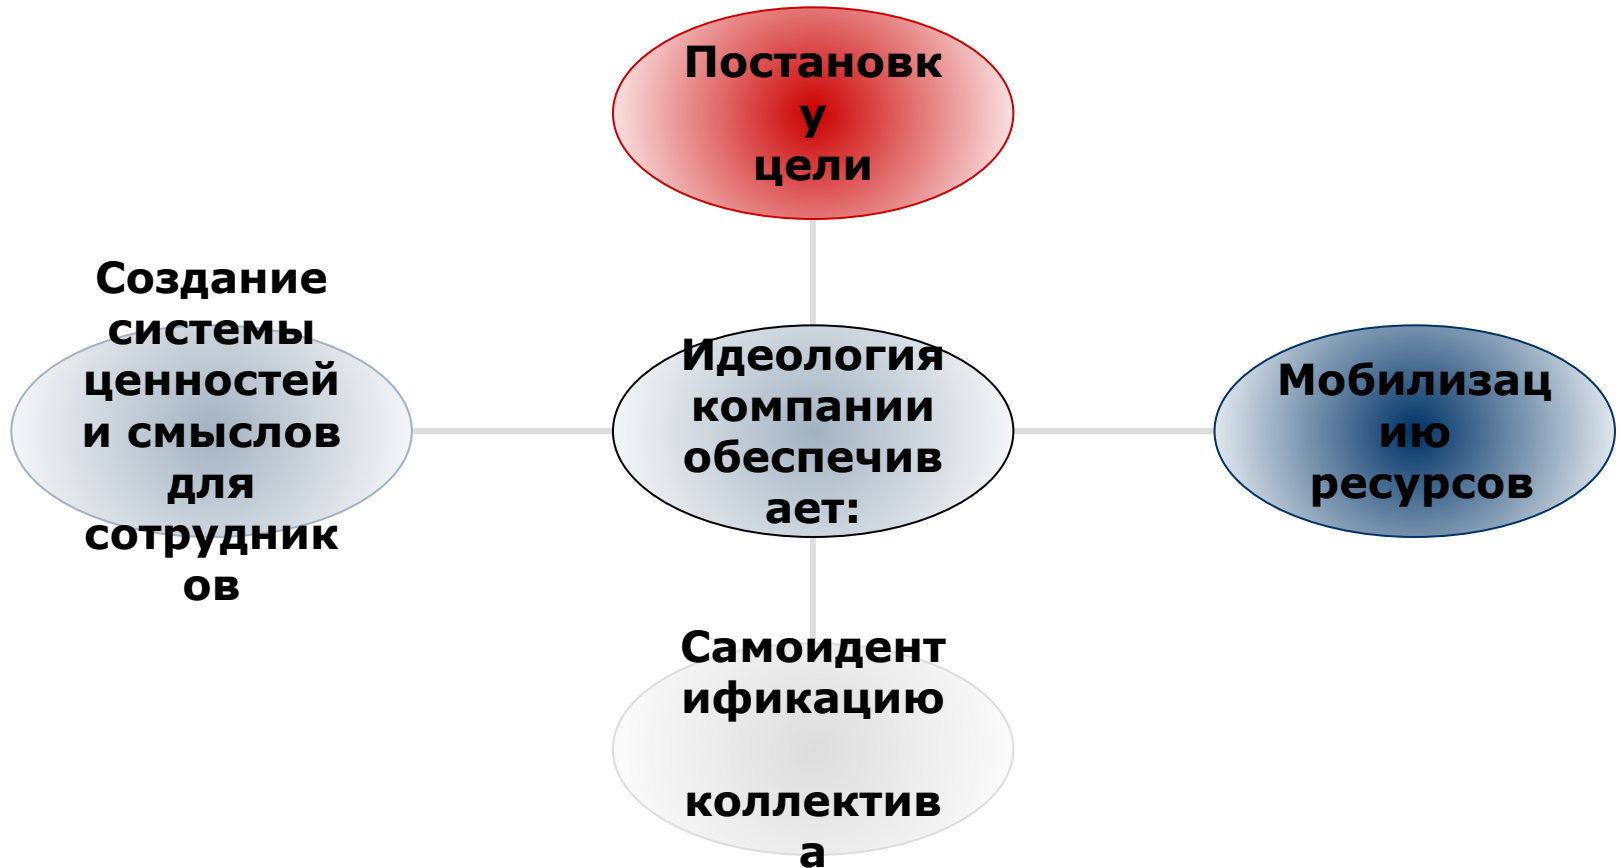 Постановк
у
цели
Создание
системы
ценностей
и смыслов
для
сотрудник
ов
Идеология
компании
обеспечив
ает:
Мобилизац
ию
ресурсов
Самоидент
ификацию
коллектив
а